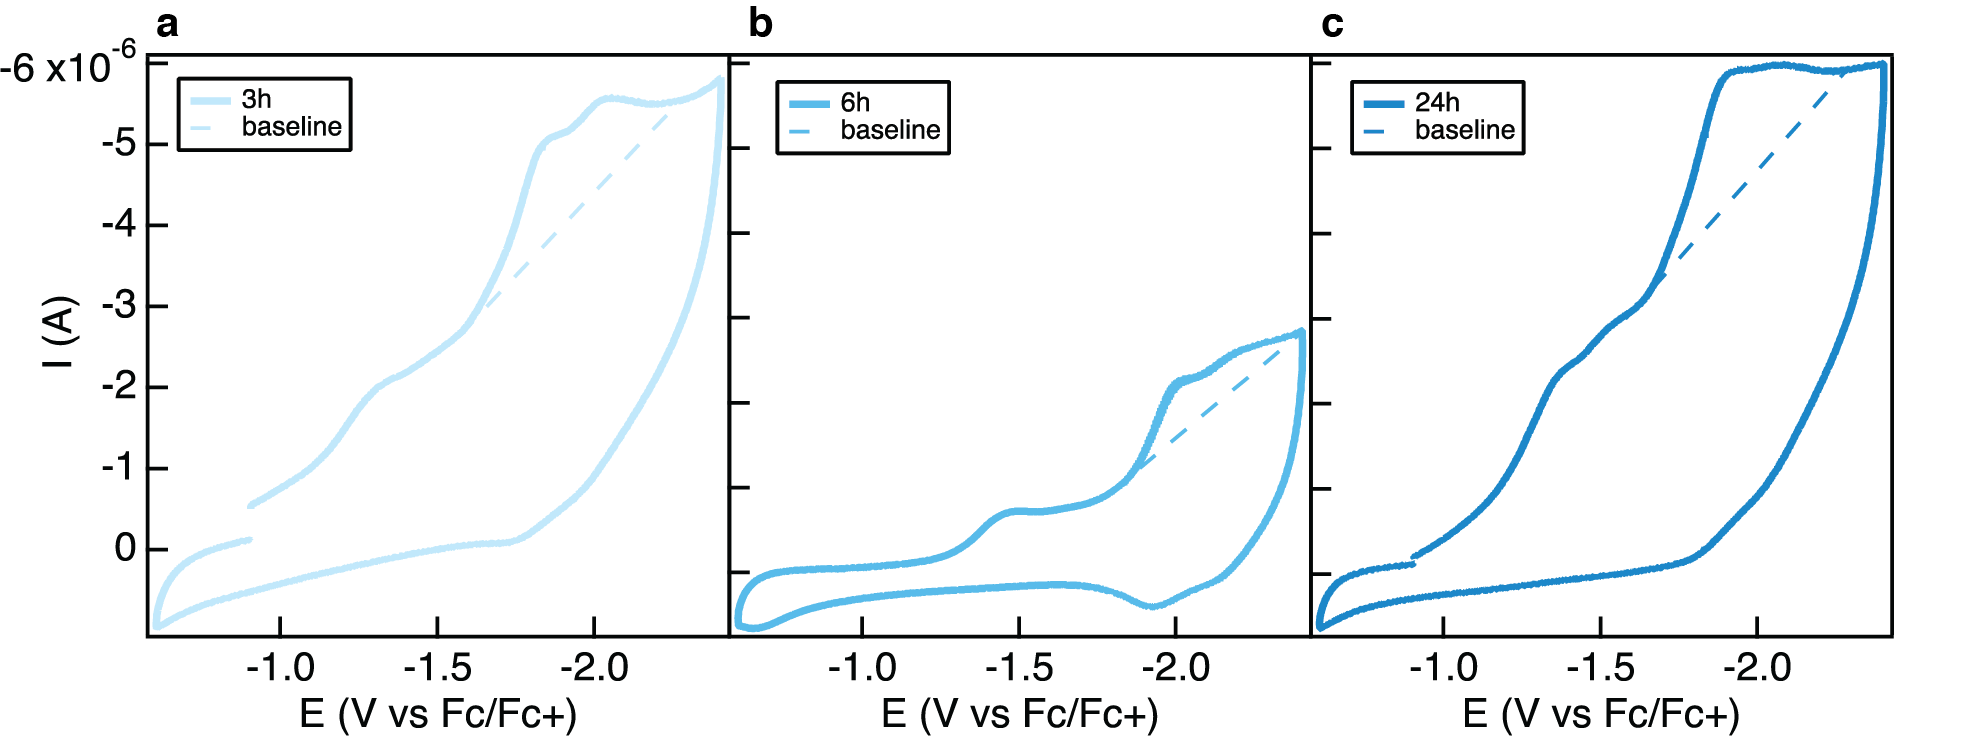 a b c
-6 x10-6
-5
-4
-3
-2
-1
0
I (A)
3h
baseline
6h
baseline
24h
baseline
-1.0 -1.5 -2.0 -1.0 -1.5 -2.0 -1.0 -1.5 -2.0
E (V vs Fc/Fc+) E (V vs Fc/Fc+) E (V vs Fc/Fc+)